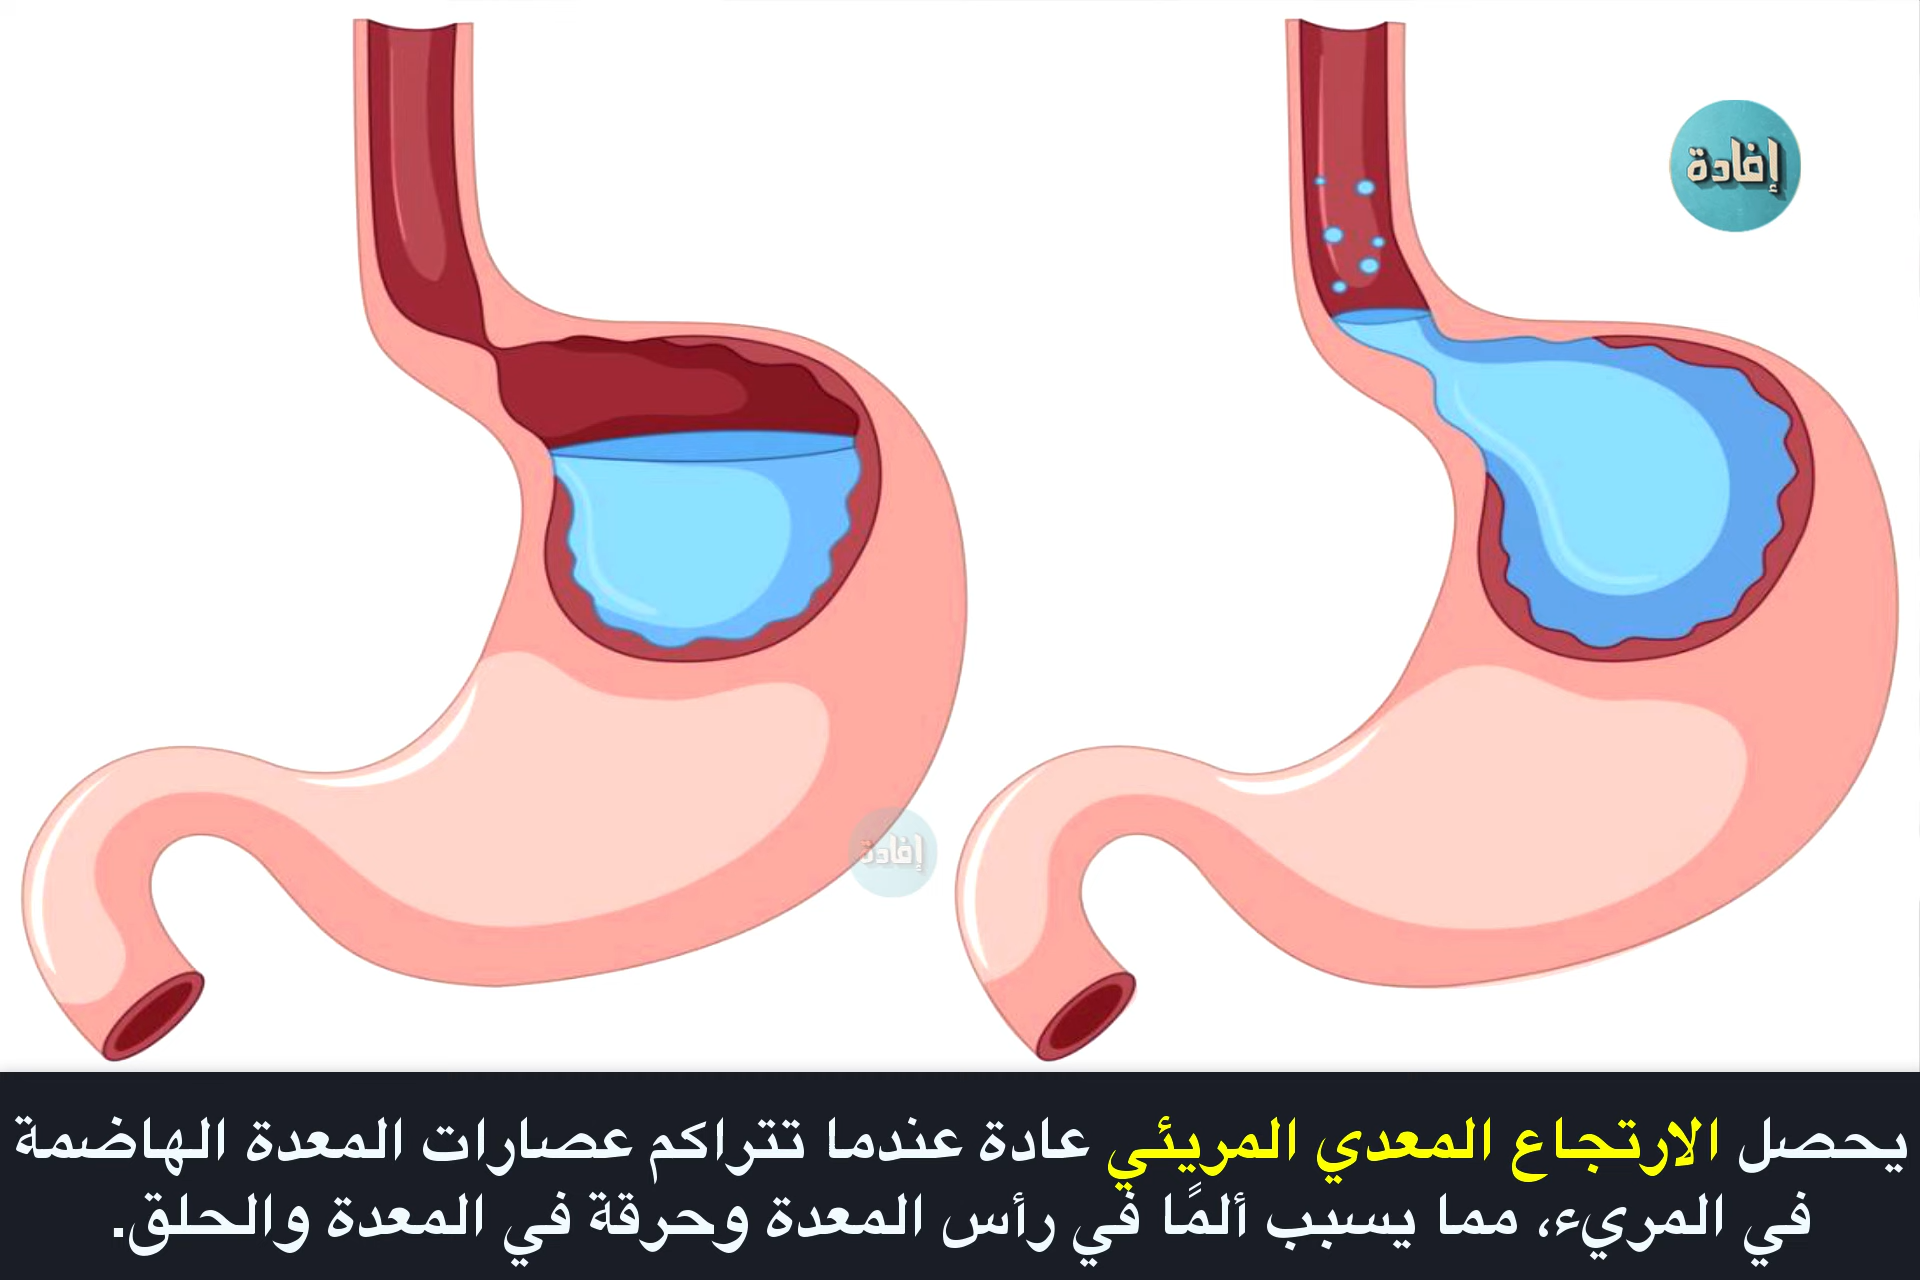 إفادة
إفادة
يحصل الارتجاع المعدي المريئي عادة عندما تتراكم عصارات المعدة الهاضمة
في المريء، مما يسبب ألمًا في رأس المعدة وحرقة في المعدة والحلق.